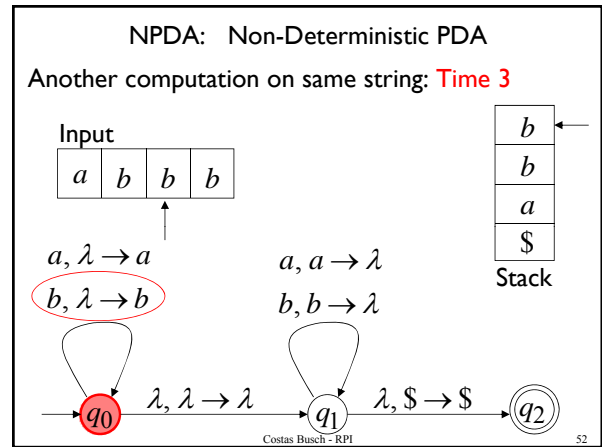 NPDA: Non-Deterministic PDA
Another computation on same string: Time 3
Input
a b b b
b
b
a
$
Stack
a, λ → a
b, λ → b
a, a → λ
b, b → λ
q0
λ, λ → λ
q1
λ, $ → $
q2
Costas Busch - RPI
52